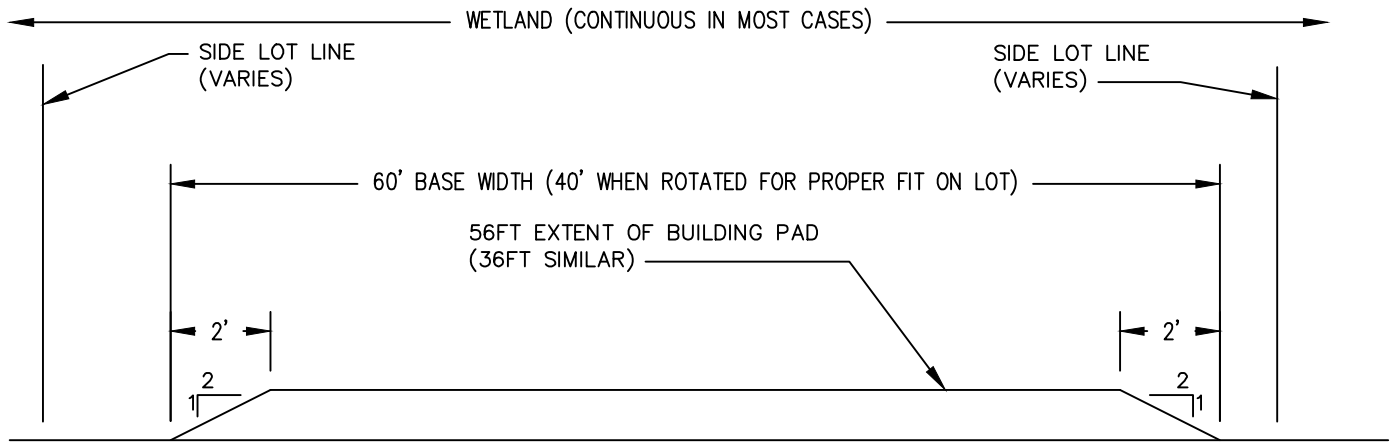 WETLAND (CONTINUOUS IN MOST CASES)
SIDE LOT LINE
(VARIES)
SIDE LOT LINE
(VARIES)
60' BASE WIDTH (40' WHEN ROTATED FOR PROPER FIT ON LOT)
56FT EXTENT OF BUILDING PAD
(36FT SIMILAR)
2'
2'
2
1
2
1